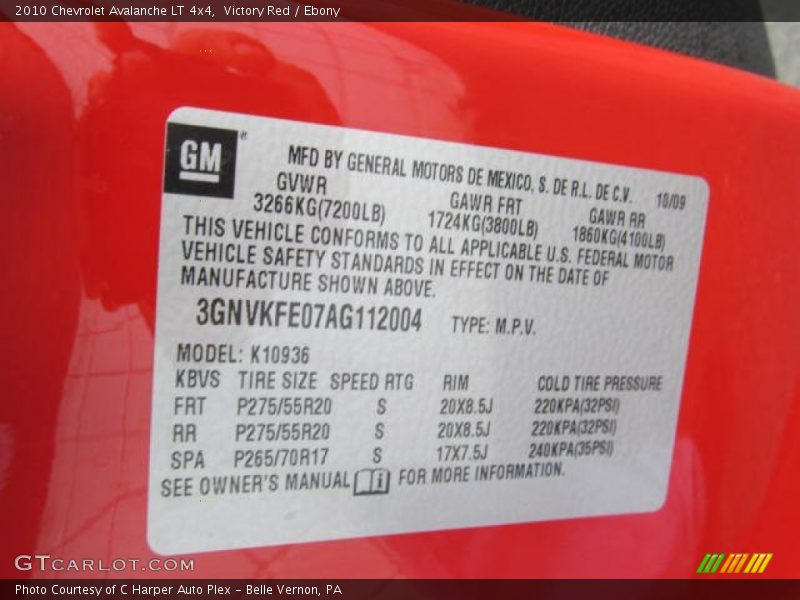 2010 Chevrolet Avalanche LT 4x4, Victory Red / Ebony
GM®
MFD BY GENERAL MOTORS DE MEXICO, S. DE R.L. DE C.V. 10/09
GVWR GAWR FRT GAWR RR
3266KG(7200LB) 1724KG(3800LB) 1860KG(4100LB)
THIS VEHICLE CONFORMS TO ALL APPLICABLE U.S. FEDERAL MOTOR
VEHICLE SAFETY STANDARDS IN EFFECT ON THE DATE OF
MANUFACTURE SHOWN ABOVE.
3GNVKFE07AG112004 TYPE: M.P.V.
MODEL: K10936
KBVS TIRE SIZE SPEED RTG RIM COLD TIRE PRESSURE
FRT P275/55R20 S 20X8.5J 220KPA(32PSI)
RR P275/55R20 S 20X8.5J 220KPA(32PSI)
SPA P265/70R17 S 17X7.5J 240KPA(35PSI)
SEE OWNER'S MANUAL i FOR MORE INFORMATION.
GTCARLOT.COM
Photo Courtesy of C Harper Auto Plex - Belle Vernon, PA